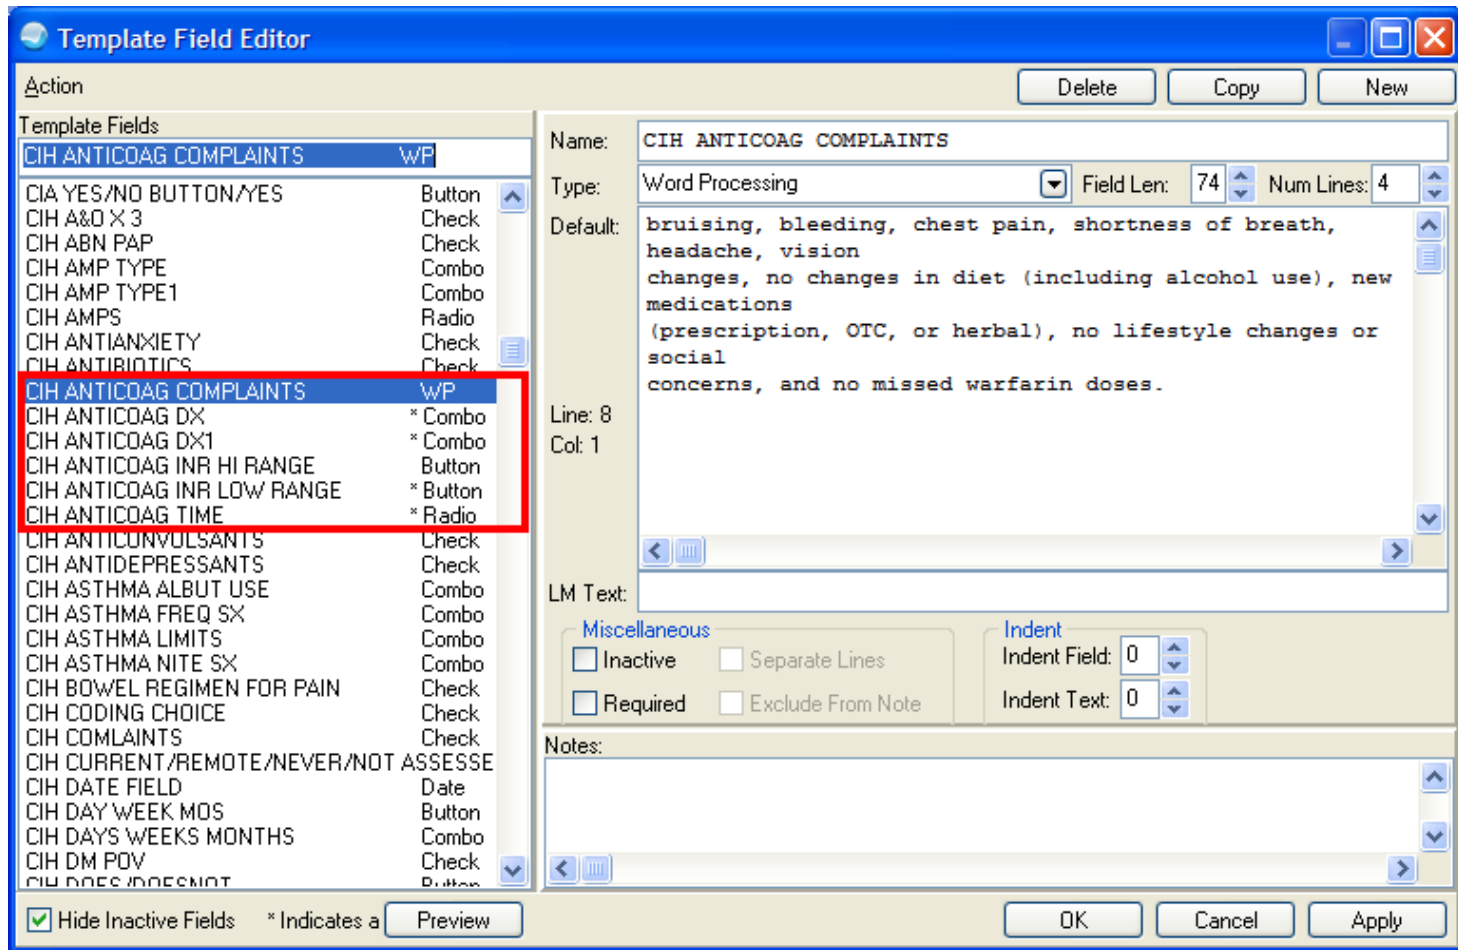 Template Field Editor
Action
Delete
Copy
New
Template Fields
CIH ANTICOAG COMPLAINTS WP
CIA YES/NO BUTTON/YES Button
CIH A&O X 3 Check
CIH ABN PAP Check
CIH AMP TYPE Combo
CIH AMP TYPE1 Combo
CIH AMPS Radio
CIH ANTIANXIETY Check
CIH ANTIBIOTICS Check
CIH ANTICOAG COMPLAINTS WP
CIH ANTICOAG DX * Combo
CIH ANTICOAG DX1 * Combo
CIH ANTICOAG INR HI RANGE Button
CIH ANTICOAG INR LOW RANGE * Button
CIH ANTICOAG TIME * Radio
CIH ANTICONVULSANTS Check
CIH ANTIDEPRESSANTS Check
CIH ASTHMA ALBUT USE Combo
CIH ASTHMA FREQ SX Combo
CIH ASTHMA LIMITS Combo
CIH ASTHMA NITE SX Combo
CIH BOWEL REGIMEN FOR PAIN Check
CIH CODING CHOICE Check
CIH COMLAINTS Check
CIH CURRENT/REMOTE/NEVER/NOT ASSESSE
CIH DATE FIELD Date
CIH DAY WEEK MOS Button
CIH DAYS WEEKS MONTHS Combo
CIH DM POV Check
CIH DOES/DOESNOT Button
Name: CIH ANTICOAG COMPLAINTS
Type: Word Processing Field Len: 74 Num Lines: 4
Default: bruising, bleeding, chest pain, shortness of breath,
headache, vision
changes, no changes in diet (including alcohol use), new
medications
(prescription, OTC, or herbal), no lifestyle changes or
social
concerns, and no missed warfarin doses.
Line: 8
Col: 1
LM Text:
Miscellaneous
Inactive Separate Lines
Required Exclude From Note
Indent
Indent Field: 0
Indent Text: 0
Notes:
Hide Inactive Fields * Indicates a Preview
OK
Cancel
Apply